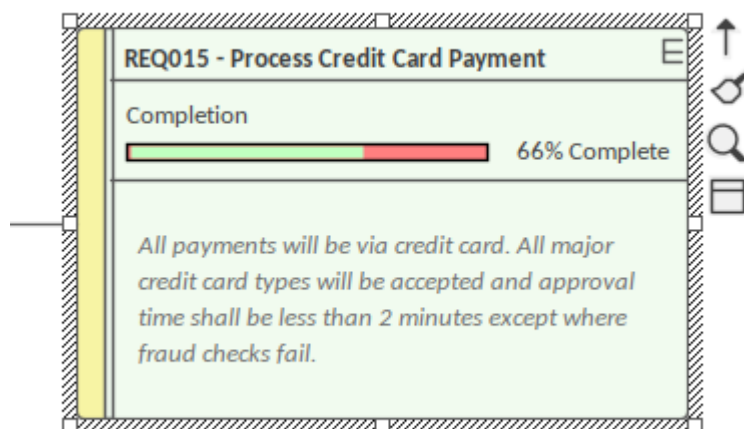 REQ015 - Process Credit Card Payment
E
Completion
66% Complete
All payments will be via credit card. All major
credit card types will be accepted and approval
time shall be less than 2 minutes except where
fraud checks fail.